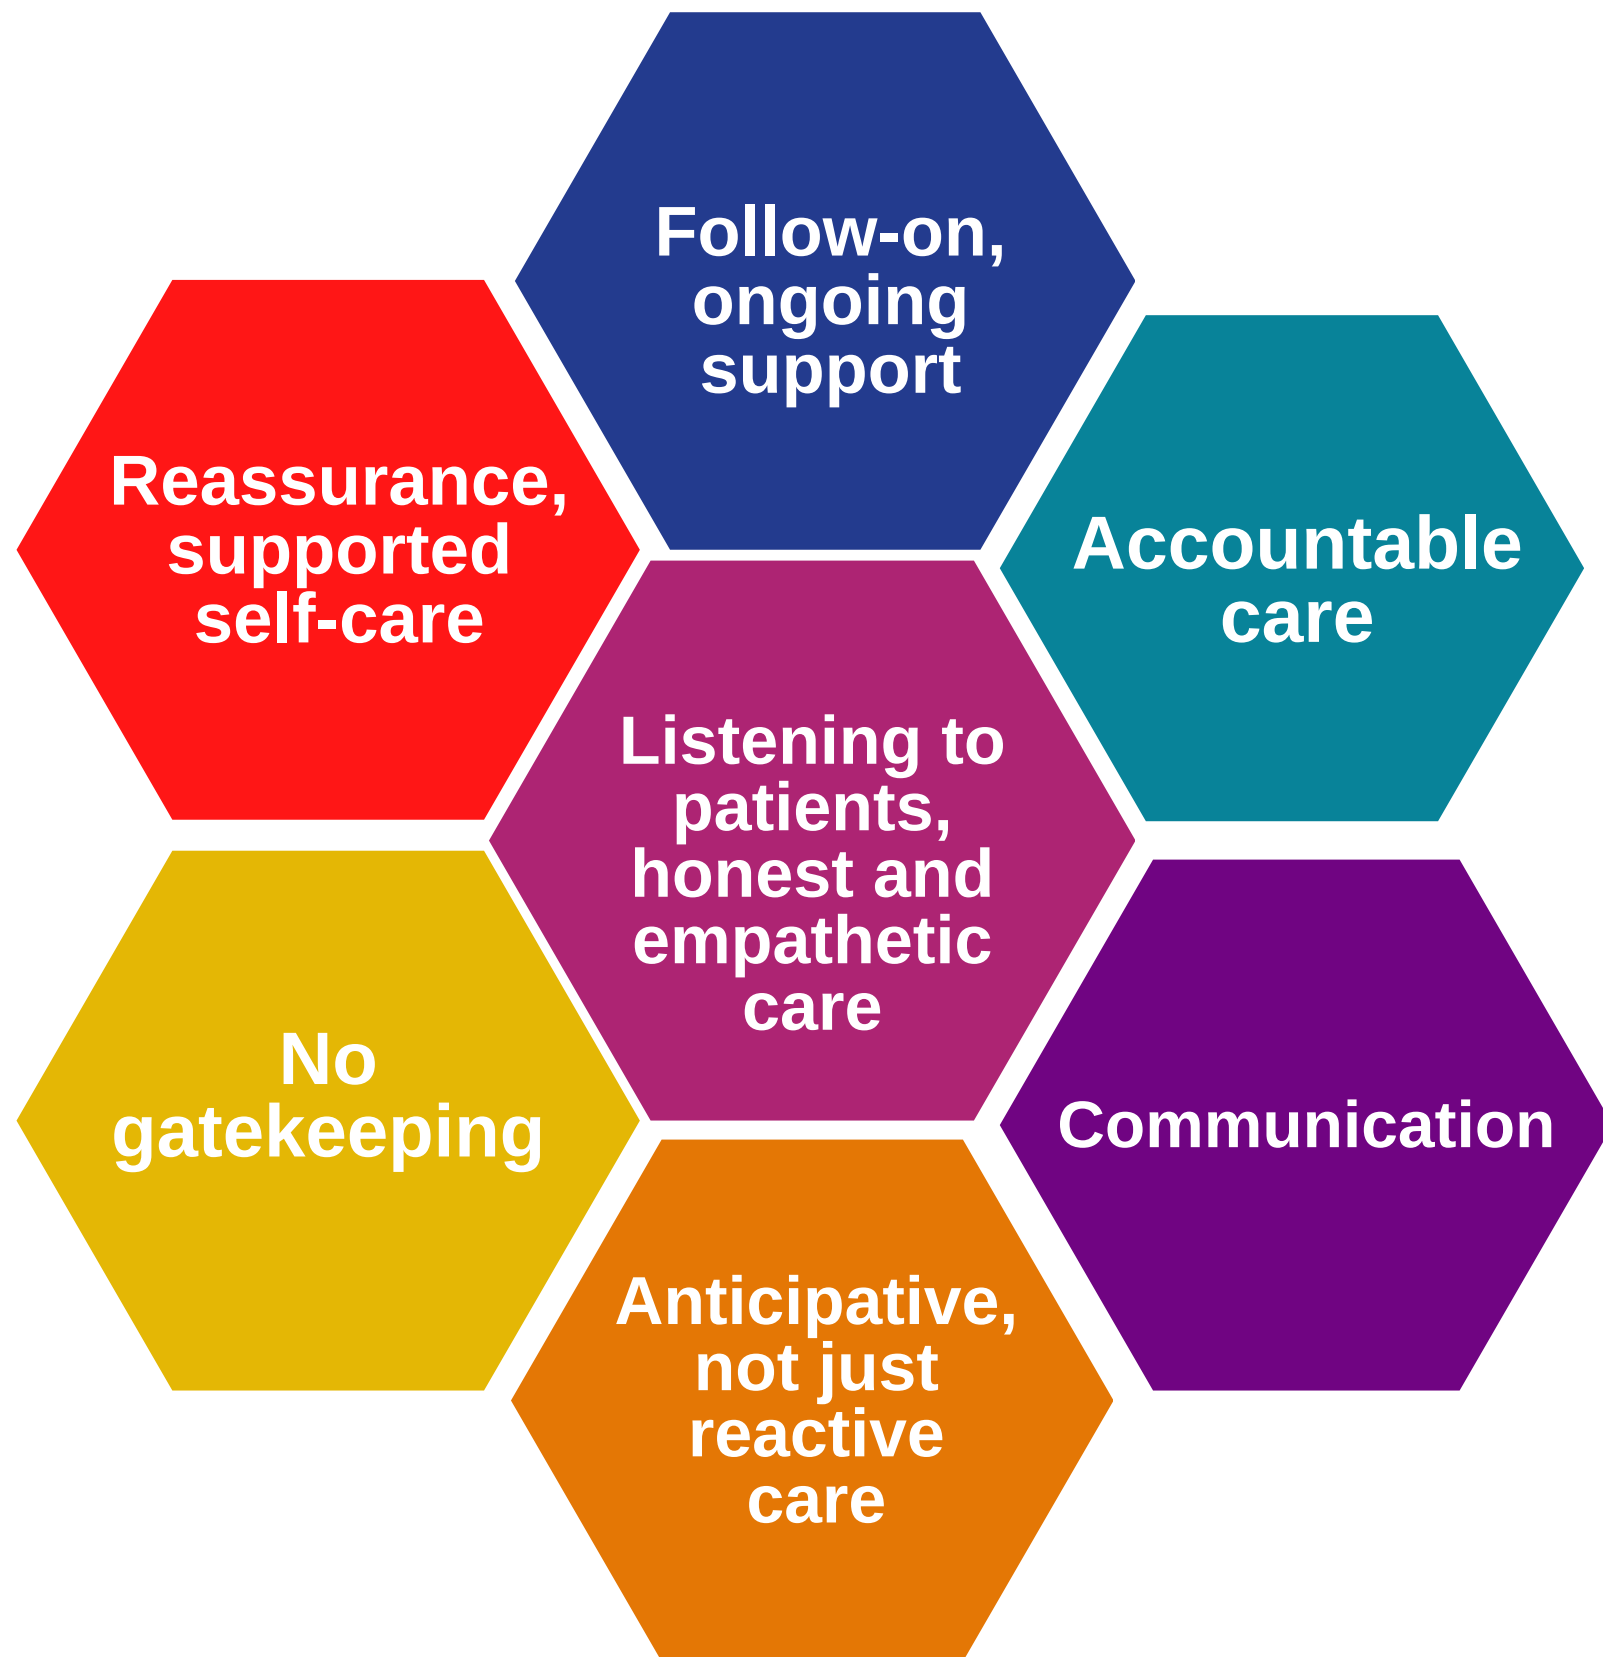 Follow-on,
ongoing
support
Reassurance,
supported
self-care
Accountable
care
Listening to
patients,
honest and
empathetic
care
No
gatekeeping
Communication
Anticipative,
not just
reactive
care